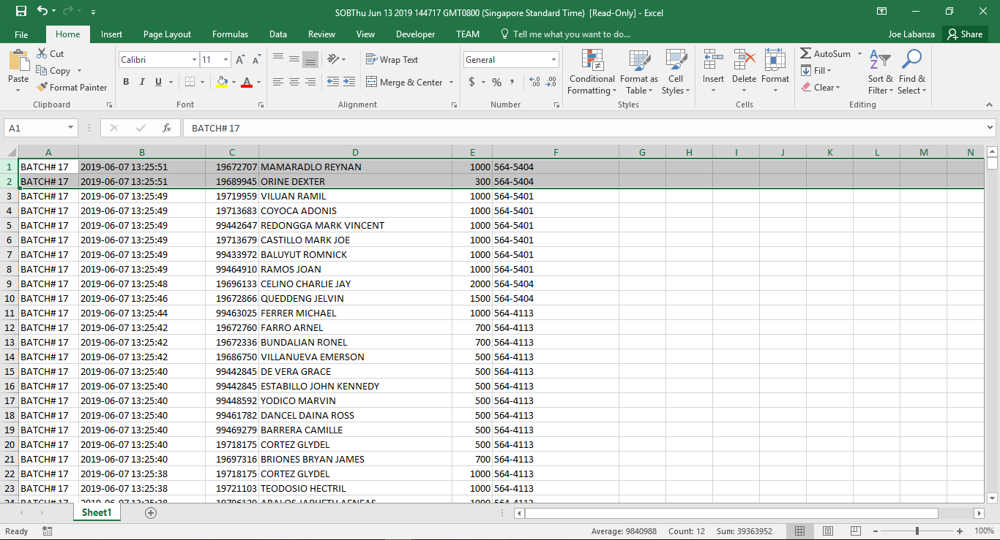 SOBThu Jun 13 2019 144717 GMT0800 (Singapore Standard Time) [Read-Only] - Excel
File Home Insert Page Layout Formulas Data Review View Developer TEAM Tell me what you want to do... Joe Labanza Share
Paste
Cut
Copy
Format Painter
Clipboard
Calibri 11
B I U
Font
Wrap Text
Merge & Center
Alignment
General
$ % ,
Number
Conditional Formatting
Format as Table
Cell Styles
Styles
Insert Delete Format
Cells
AutoSum
Fill
Clear
Sort & Filter
Find & Select
Editing
A1 fx BATCH# 17
A B C D E F G H I J K L M N
1 BATCH# 17 2019-06-07 13:25:51 19672707 MAMARADLO REYNAN 1000 564-5404
2 BATCH# 17 2019-06-07 13:25:51 19689945 ORINE DEXTER 300 564-5404
3 BATCH# 17 2019-06-07 13:25:49 19719959 VILUAN RAMIL 1000 564-5401
4 BATCH# 17 2019-06-07 13:25:49 19713683 COYOCA ADONIS 1000 564-5401
5 BATCH# 17 2019-06-07 13:25:49 99442647 REDONGGA MARK VINCENT 1000 564-5401
6 BATCH# 17 2019-06-07 13:25:49 19713679 CASTILLO MARK JOE 1000 564-5401
7 BATCH# 17 2019-06-07 13:25:49 99433972 BALUYUT ROMNICK 1000 564-5401
8 BATCH# 17 2019-06-07 13:25:49 99464910 RAMOS JOAN 1000 564-5401
9 BATCH# 17 2019-06-07 13:25:48 19696133 CELINO CHARLIE JAY 2000 564-5404
10 BATCH# 17 2019-06-07 13:25:46 19672866 QUEDDENG JELVIN 1500 564-5404
11 BATCH# 17 2019-06-07 13:25:44 99463025 FERRER MICHAEL 1000 564-4113
12 BATCH# 17 2019-06-07 13:25:42 19672760 FARRO ARNEL 700 564-4113
13 BATCH# 17 2019-06-07 13:25:42 19672336 BUNDALIAN RONEL 700 564-4113
14 BATCH# 17 2019-06-07 13:25:42 19686750 VILLANUEVA EMERSON 500 564-4113
15 BATCH# 17 2019-06-07 13:25:40 99442845 DE VERA GRACE 500 564-4113
16 BATCH# 17 2019-06-07 13:25:40 99442845 ESTABILLO JOHN KENNEDY 500 564-4113
17 BATCH# 17 2019-06-07 13:25:40 99448592 YODICO MARVIN 500 564-4113
18 BATCH# 17 2019-06-07 13:25:40 99461782 DANCEL DAINA ROSS 500 564-4113
19 BATCH# 17 2019-06-07 13:25:40 99469279 BARRERA CAMILLE 500 564-4113
20 BATCH# 17 2019-06-07 13:25:40 19718175 CORTEZ GLYDEL 500 564-4113
21 BATCH# 17 2019-06-07 13:25:40 19697316 BRIONES BRYAN JAMES 700 564-4113
22 BATCH# 17 2019-06-07 13:25:38 19718175 CORTEZ GLYDEL 1000 564-4113
23 BATCH# 17 2019-06-07 13:25:38 19721103 TEODOSIO HECTRIL 1000 564-4113
Sheet1
Ready Average: 9840988 Count: 12 Sum: 39363952 100%